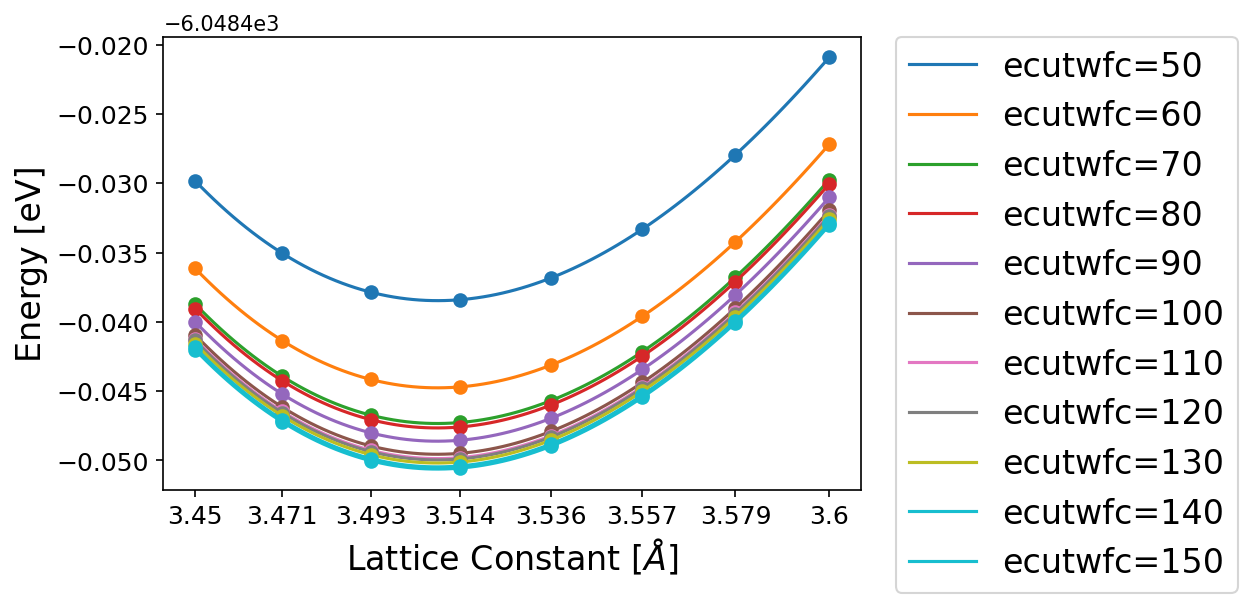 −6.0484e3
−0.020
−0.025
−0.030
−0.035
−0.040
−0.045
−0.050
Energy [eV]
3.45 3.471 3.493 3.514 3.536 3.557 3.579 3.6
Lattice Constant [Å]
ecutwfc=50
ecutwfc=60
ecutwfc=70
ecutwfc=80
ecutwfc=90
ecutwfc=100
ecutwfc=110
ecutwfc=120
ecutwfc=130
ecutwfc=140
ecutwfc=150